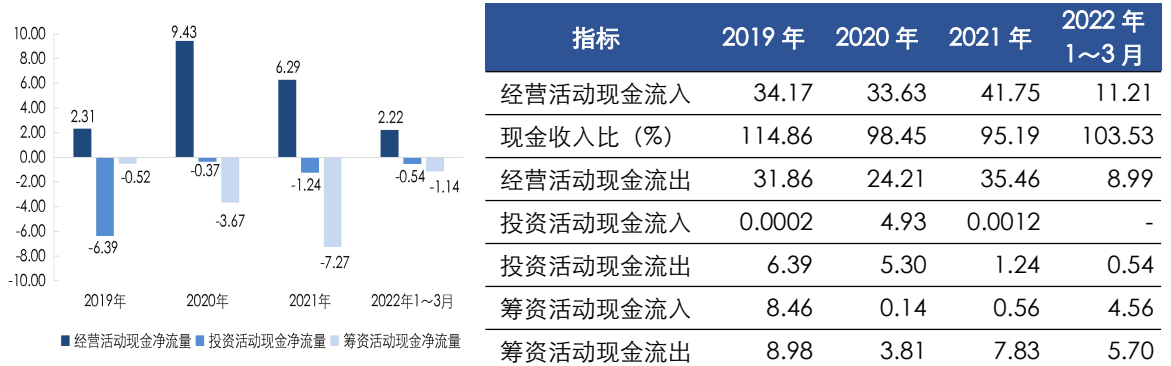 10.00
8.00
6.00
4.00
2.00
0.00
-2.00
-4.00
-6.00
-8.00
-10.00
2.31
-6.39
-0.52
9.43
-0.37
-3.67
6.29
-1.24
-7.27
2.22
-0.54
-1.14
2019年 2020年 2021年 2022年1～3月
经营活动现金净流量 投资活动现金净流量 筹资活动现金净流量
指标 2019 年 2020 年 2021 年 2022 年
1～3 月
经营活动现金流入 34.17 33.63 41.75 11.21
现金收入比（%） 114.86 98.45 95.19 103.53
经营活动现金流出 31.86 24.21 35.46 8.99
投资活动现金流入 0.0002 4.93 0.0012 -
投资活动现金流出 6.39 5.30 1.24 0.54
筹资活动现金流入 8.46 0.14 0.56 4.56
筹资活动现金流出 8.98 3.81 7.83 5.70